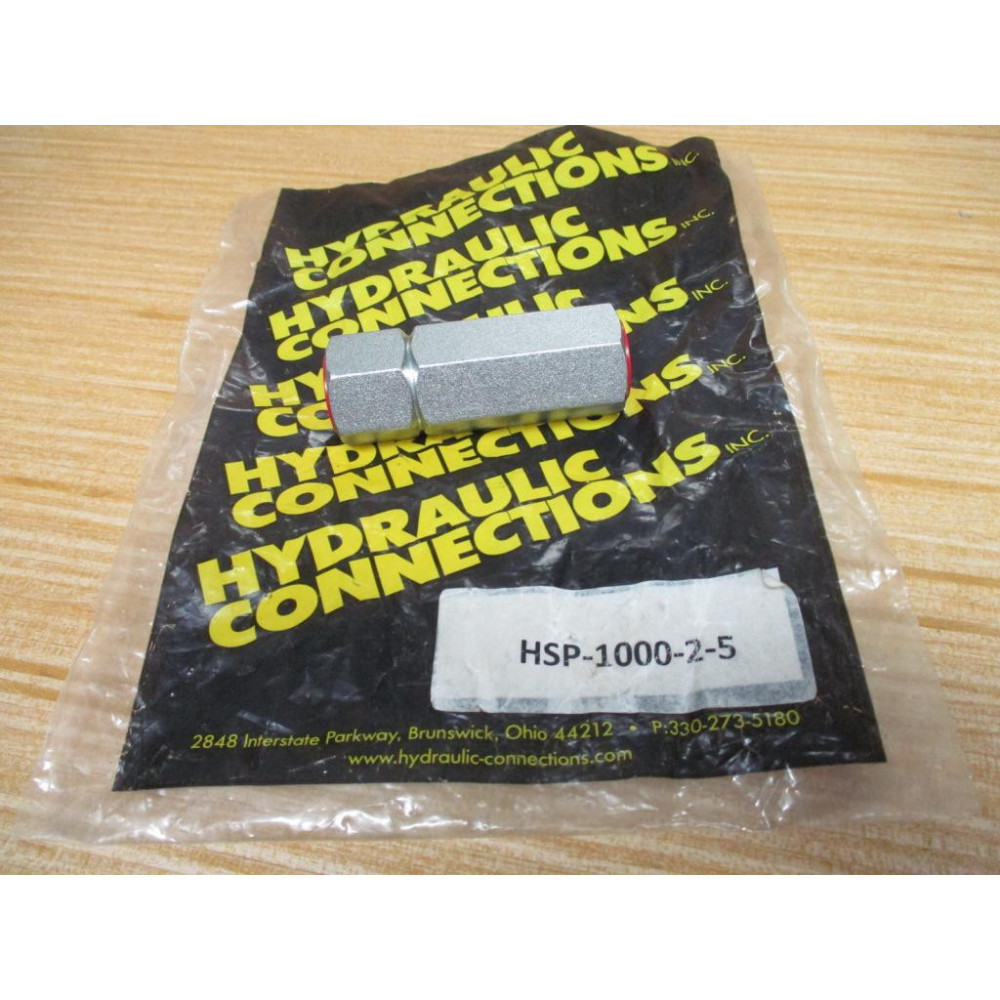 HYDRAULIC
CONNECTIONS INC.
HYDRAULIC
CONNECTIONS INC.
HYDRAULIC
CONNECTIONS INC.
HYDRAULIC
CONNECTIONS INC.
HYDRAULIC
CONNECTIONS INC.
HSP-1000-2-5
2848 Interstate Parkway, Brunswick, Ohio 44212 • P:330-273-5180
www.hydraulic-connections.com